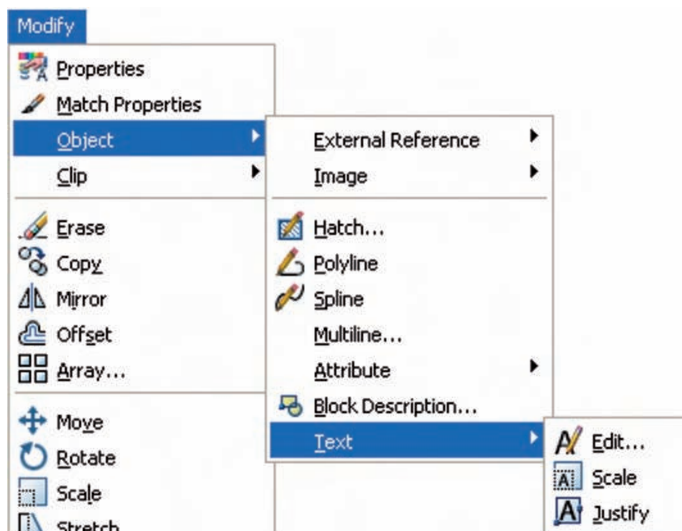 Modify
Properties
Match Properties
Object
Clip
Erase
Copy
Mirror
Offset
Array...
Move
Rotate
Scale
Stretch
External Reference
Image
Hatch...
Polyline
Spline
Multiline...
Attribute
Block Description...
Text
Edit...
Scale
Justify